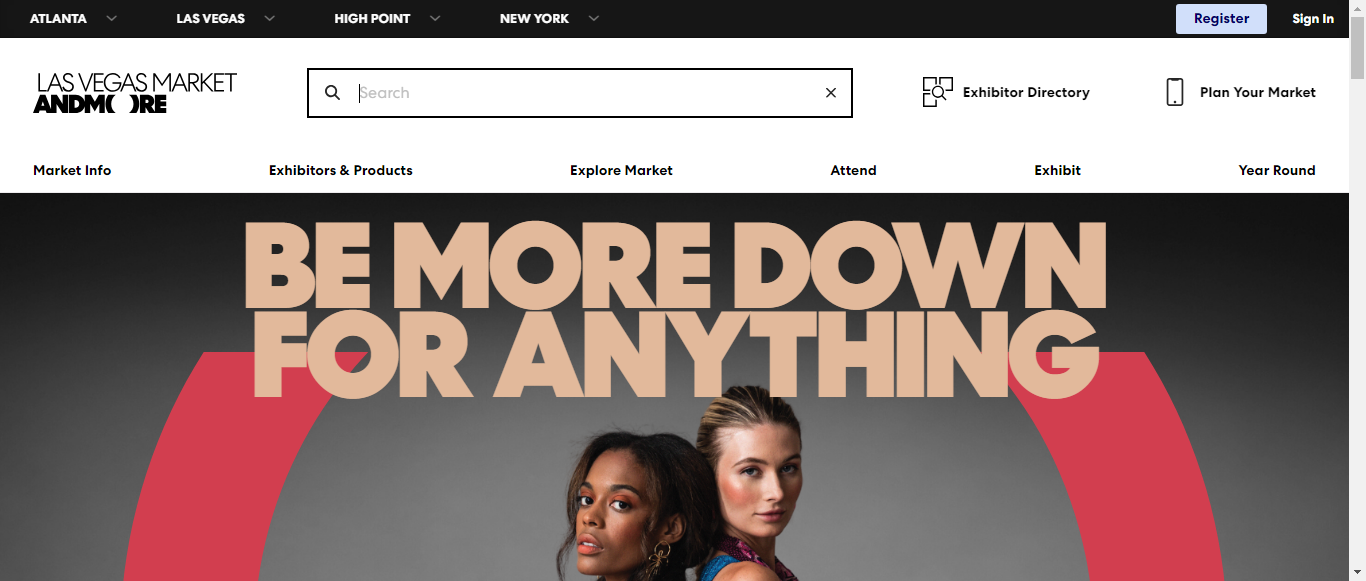 ATLANTA LAS VEGAS HIGH POINT NEW YORK Register Sign In
LAS VEGAS MARKET
ANDMORE
Search
Exhibitor Directory
Plan Your Market
Market Info Exhibitors & Products Explore Market Attend Exhibit Year Round
BE MORE DOWN
FOR ANYTHING